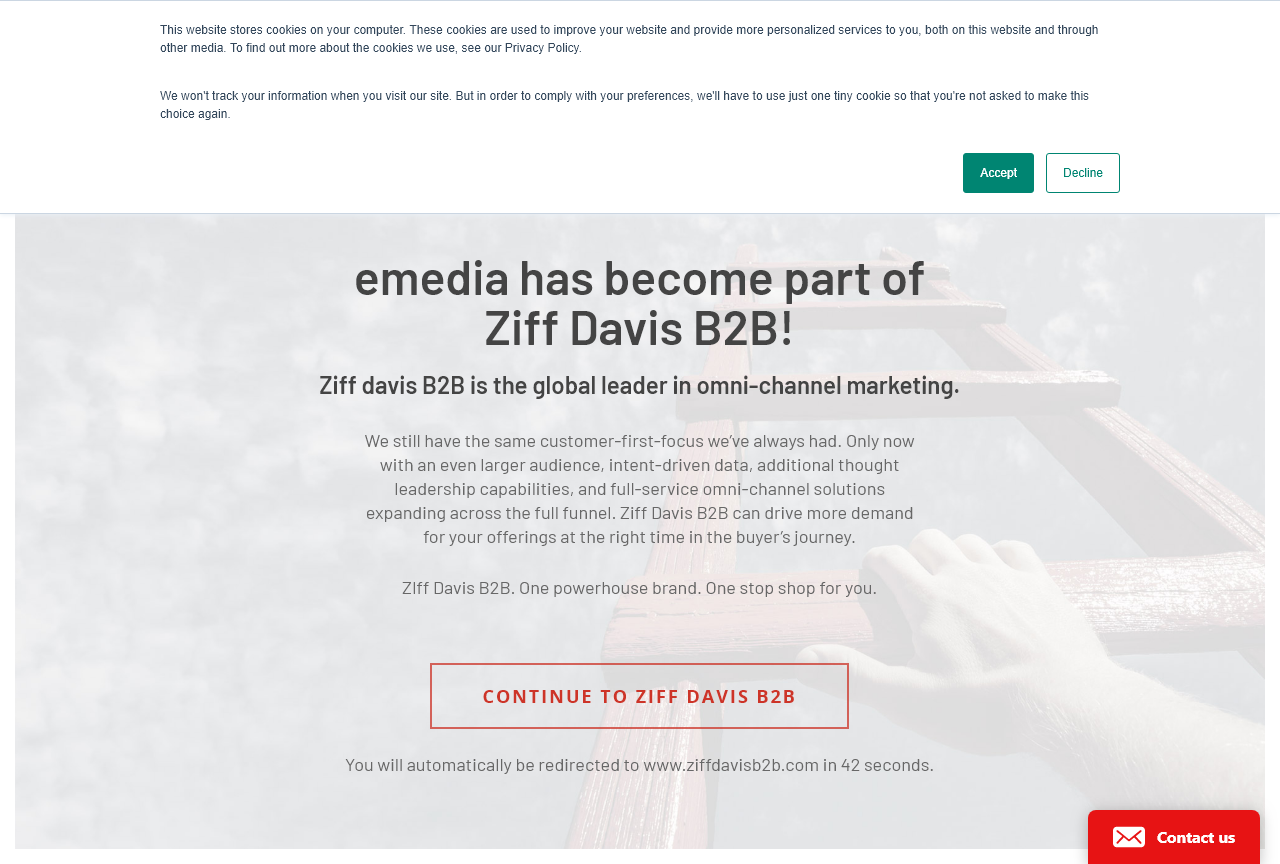 This website stores cookies on your computer. These cookies are used to improve your website and provide more personalized services to you, both on this website and through
other media. To find out more about the cookies we use, see our Privacy Policy.
We won't track your information when you visit our site. But in order to comply with your preferences, we'll have to use just one tiny cookie so that you're not asked to make this
choice again.
Accept
Decline
emedia has become part of
Ziff Davis B2B!
Ziff davis B2B is the global leader in omni-channel marketing.
We still have the same customer-first-focus we’ve always had. Only now
with an even larger audience, intent-driven data, additional thought
leadership capabilities, and full-service omni-channel solutions
expanding across the full funnel. Ziff Davis B2B can drive more demand
for your offerings at the right time in the buyer’s journey.
ZIff Davis B2B. One powerhouse brand. One stop shop for you.
CONTINUE TO ZIFF DAVIS B2B
You will automatically be redirected to www.ziffdavisb2b.com in 42 seconds.
Contact us